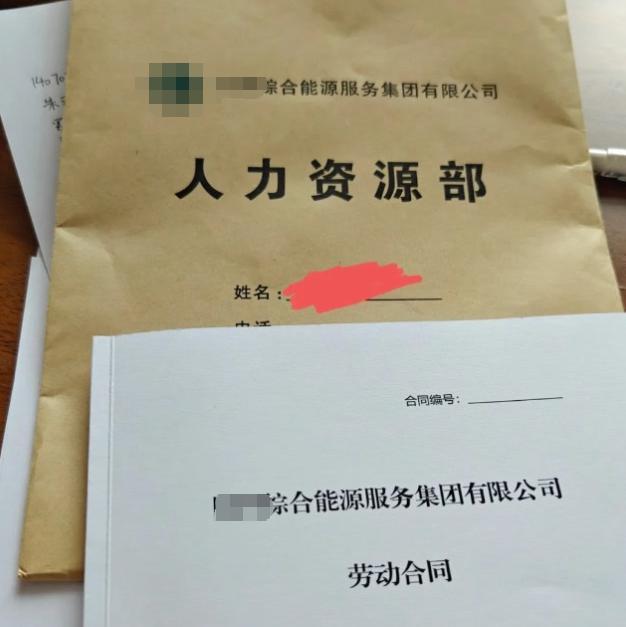 综合能源服务集团有限公司
人力资源部
姓名：
电话
合同编号：
综合能源服务集团有限公司
劳动合同